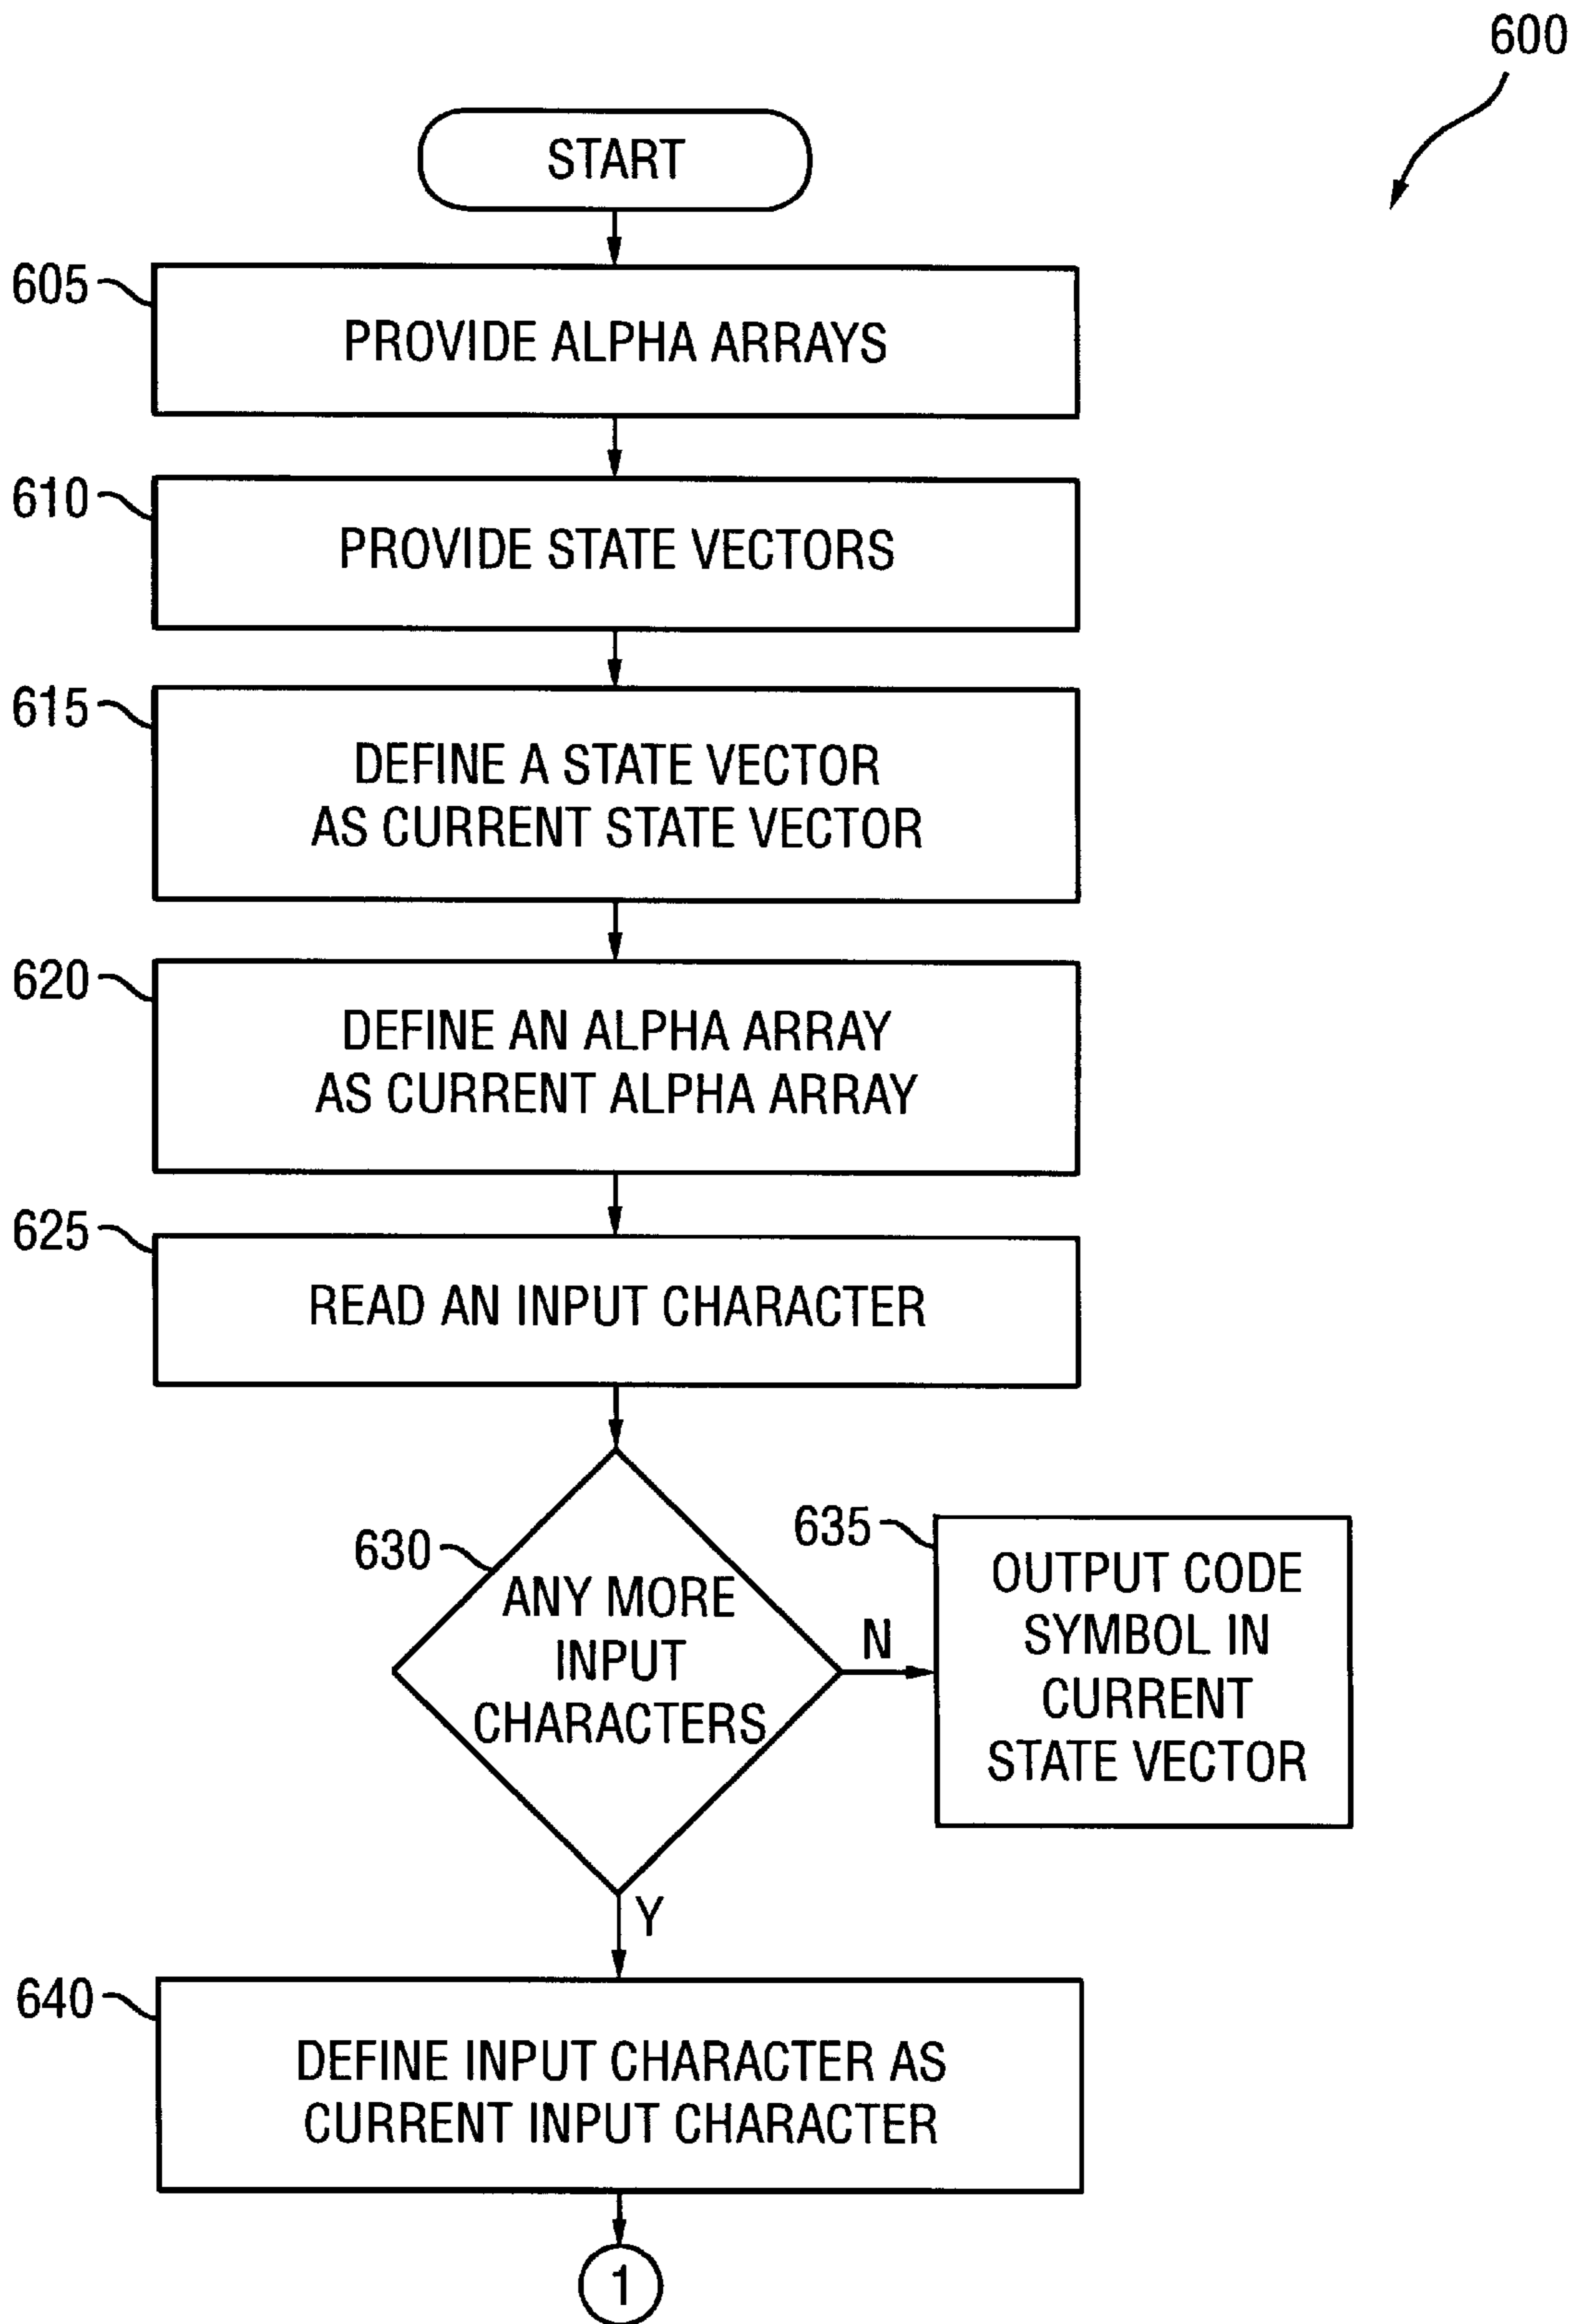 600
START
605
PROVIDE ALPHA ARRAYS
610
PROVIDE STATE VECTORS
615
DEFINE A STATE VECTOR
AS CURRENT STATE VECTOR
620
DEFINE AN ALPHA ARRAY
AS CURRENT ALPHA ARRAY
625
READ AN INPUT CHARACTER
630
ANY MORE
INPUT
CHARACTERS
N
635
OUTPUT CODE
SYMBOL IN
CURRENT
STATE VECTOR
Y
640
DEFINE INPUT CHARACTER AS
CURRENT INPUT CHARACTER
1